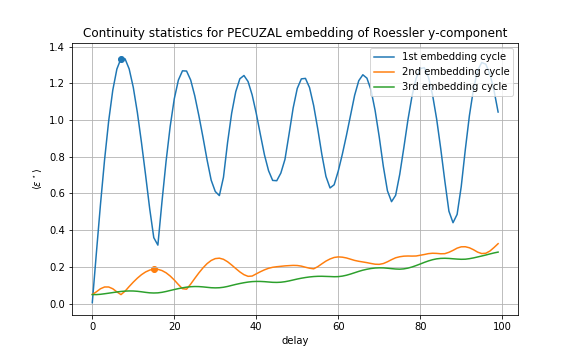 Continuity statistics for PECUZAL embedding of Roessler y-component
1.4
1.2
1.0
0.8
0.6
0.4
0.2
0.0
⟨ε*⟩
0
20
40
60
80
100
delay
1st embedding cycle
2nd embedding cycle
3rd embedding cycle